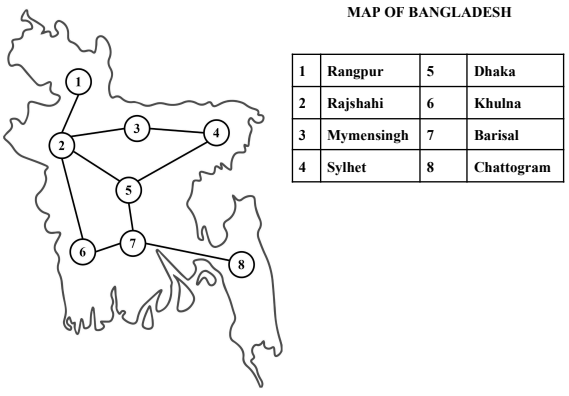 MAP OF BANGLADESH
1 Rangpur 5 Dhaka
2 Rajshahi 6 Khulna
3 Mymensingh 7 Barisal
4 Sylhet 8 Chattogram
1
2
3
4
5
6
7
8